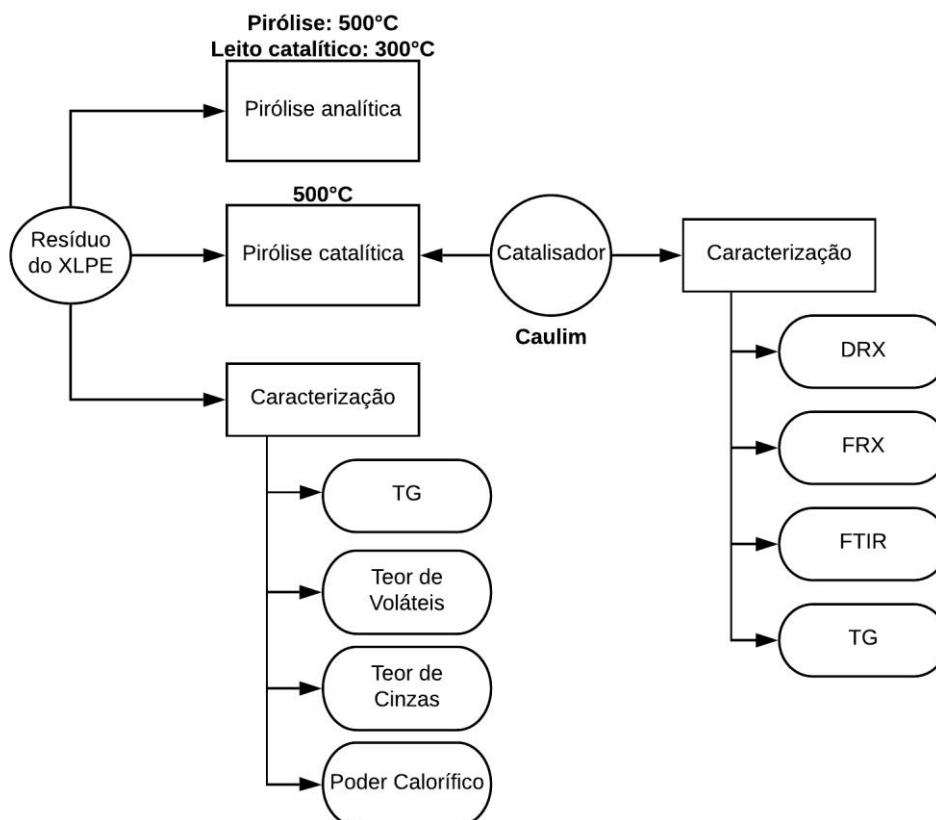 Pirólise: 500°C
Leito catalítico: 300°C
Pirólise analítica
500°C
Resíduo
do XLPE
Pirólise catalítica
Catalisador
Caracterização
Caulim
DRX
Caracterização
FRX
TG
FTIR
Teor de
Voláteis
TG
Teor de
Cinzas
Poder Calorífico